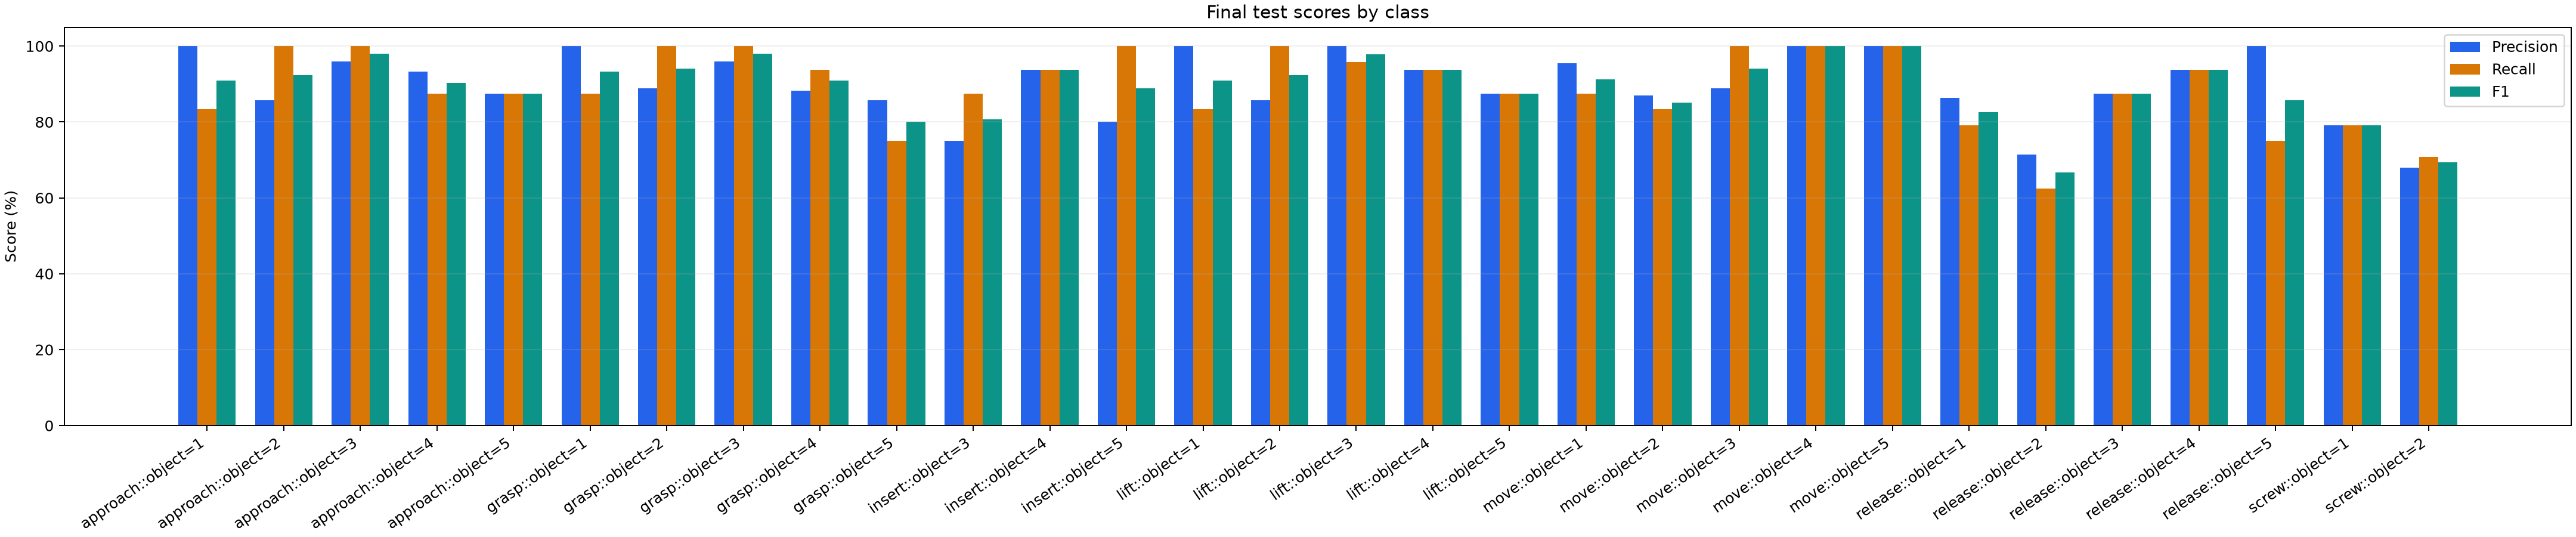 Final test scores by class
Score (%)
100
80
60
40
20
0
Precision
Recall
F1
approach::object=1
approach::object=2
approach::object=3
approach::object=4
approach::object=5
grasp::object=1
grasp::object=2
grasp::object=3
grasp::object=4
grasp::object=5
insert::object=3
insert::object=4
insert::object=5
lift::object=1
lift::object=2
lift::object=3
lift::object=4
lift::object=5
move::object=1
move::object=2
move::object=3
move::object=4
move::object=5
release::object=1
release::object=2
release::object=3
release::object=4
release::object=5
screw::object=1
screw::object=2